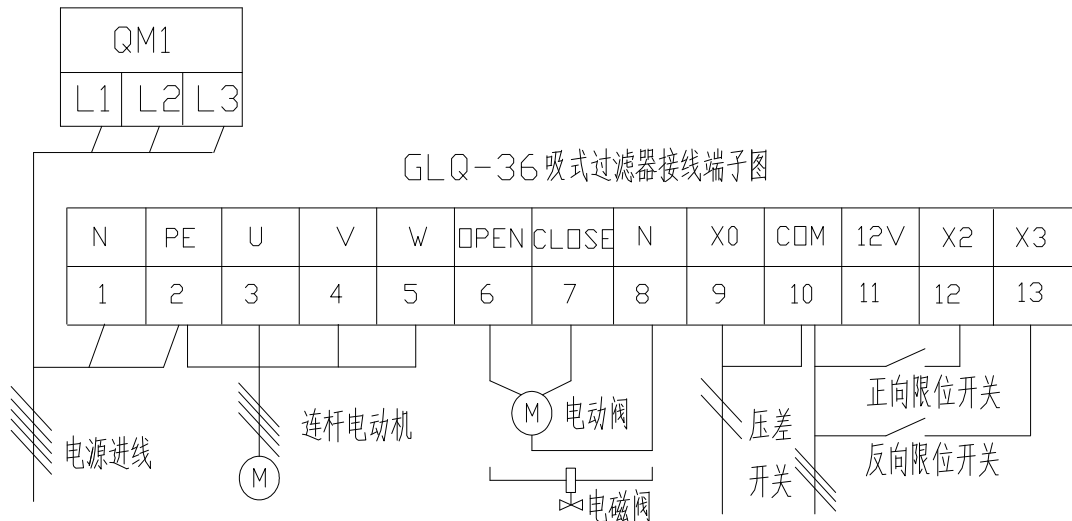 QM1
L1 L2 L3
GLQ-36吸式过滤器接线端子图
N PE U V W OPEN CLOSE N X0 COM 12V X2 X3
1 2 3 4 5 6 7 8 9 10 11 12 13
正向限位开关
M 电动阀
连杆电动机
压差
电源进线
反向限位开关
M
开关
电磁阀